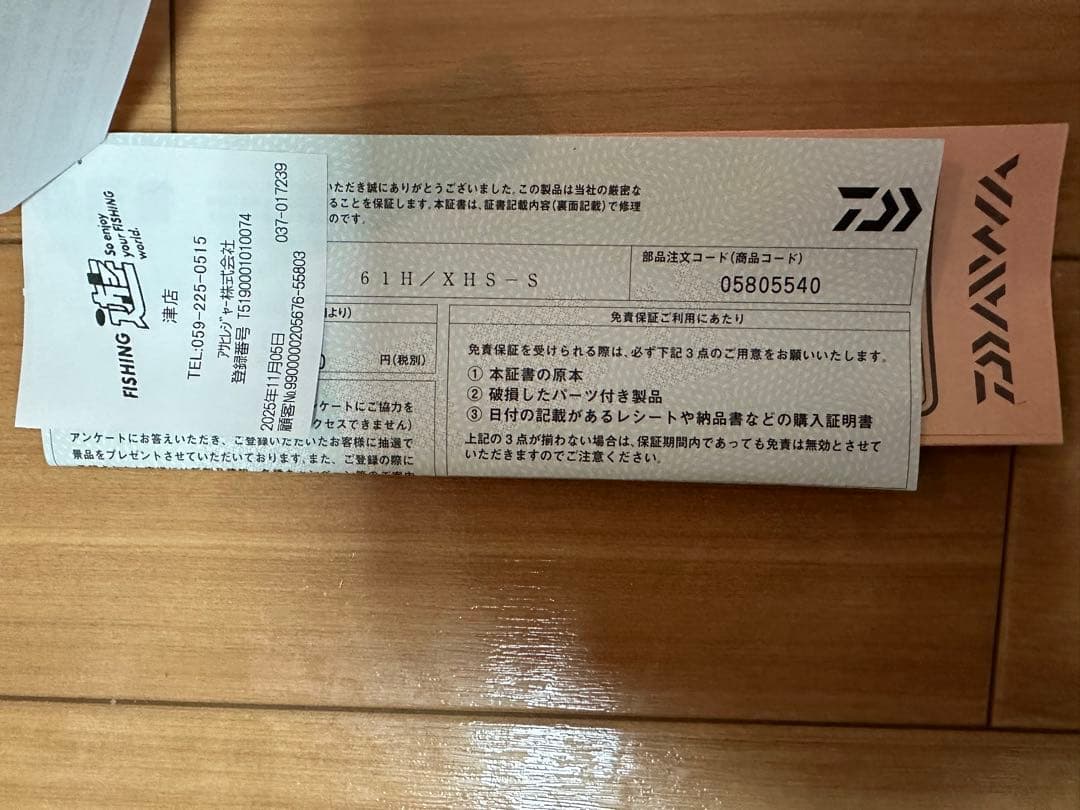 FISHING
遊
So enjoy
your FISHING
world.
津店
TEL:059-225-0515
ｱｻﾋﾚｼﾞｬｰ株式会社
登録番号 T5190001010074
2025年11月05日 037-017239
顧客No.9900000205676-55803
いただき誠にありがとうございました。この製品は当社の厳密な
ることを保証します。本証書は、証書記載内容(裏面記載)で修理
のです。
61H/XHS-S
部品注文コード(商品コード)
05805540
より)
円(税別)
ンケートにご協力を
クセスできません)
アンケートにお答えいただき、ご登録いただいたお客様に抽選で
景品をプレゼントさせていただいております。また、ご登録の際に
免責保証ご利用にあたり
免責保証を受けられる際は、必ず下記3点のご用意をお願いいたします。
① 本証書の原本
② 破損したパーツ付き製品
③ 日付の記載があるレシートや納品書などの購入証明書
上記の3点が揃わない場合は、保証期間内であっても免責は無効とさせて
いただきますのでご注意ください。
DAIWA